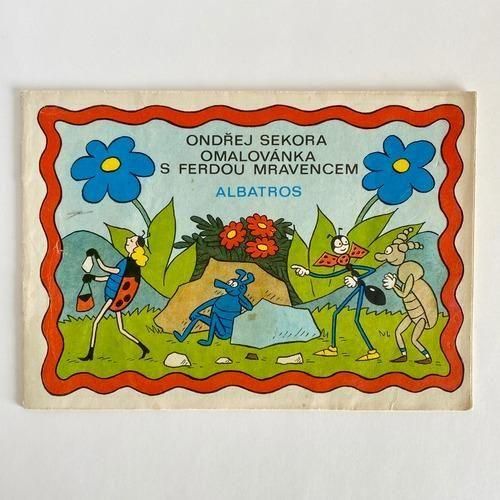 ONDŘEJ SEKORA
OMALOVÁNKA
S FERDOU MRAVENCEM
ALBATROS